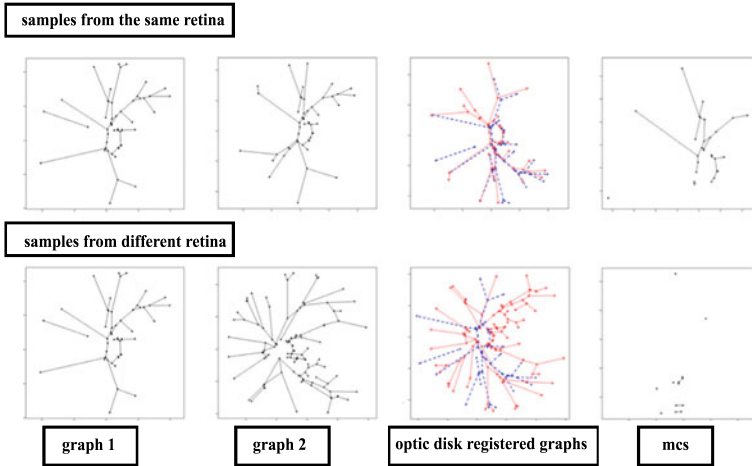 samples from the same retina
samples from different retina
graph 1
graph 2
optic disk registered graphs
mcs